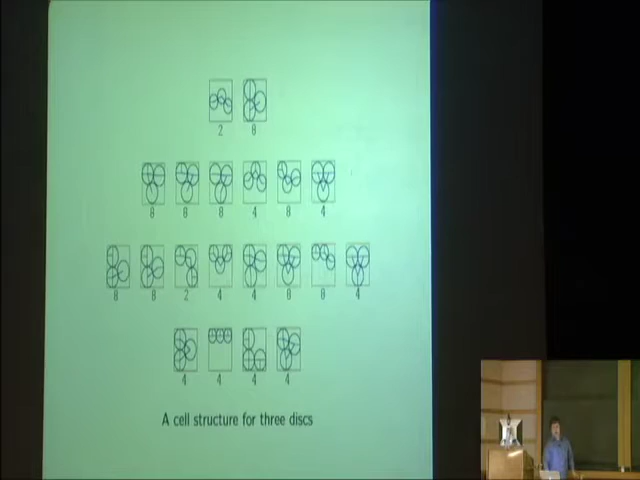 2 8
8 8 8 4 8 4
8 8 2 4 4 8 8 4
4 4 4 4
A cell structure for three discs